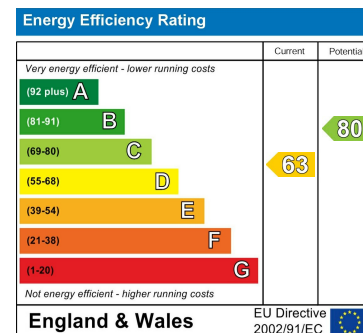 Energy Efficiency Rating
Current Potentia
Very energy efficient - lower running costs
(92 plus) A
(81-91) B
80
(69-80) C
63
(55-68) D
(39-54) E
(21-38) F
(1-20) G
Not energy efficient - higher running costs
England & Wales
EU Directive
2002/91/EC